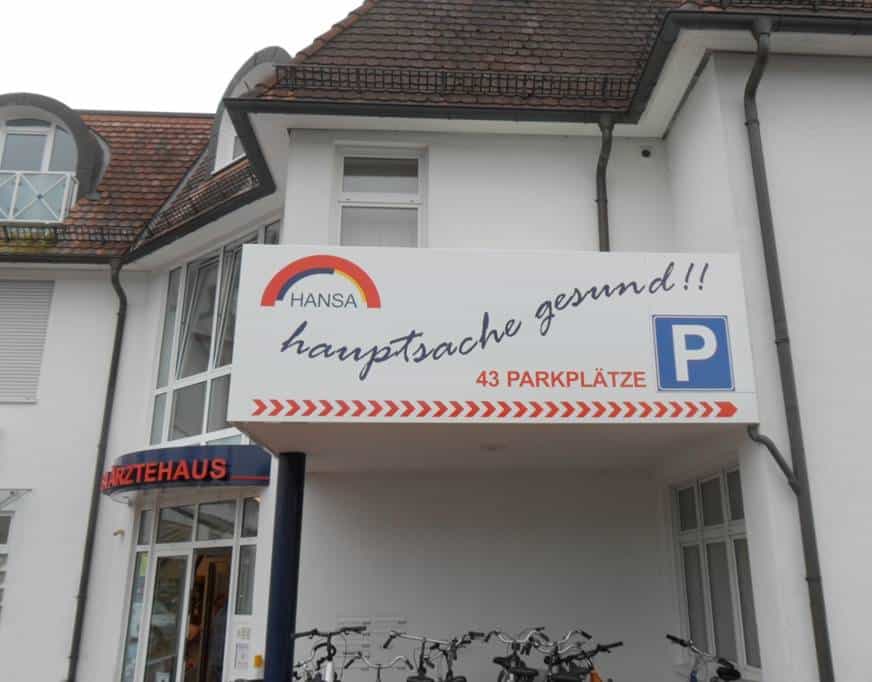 HANSA
hauptsache gesund!!
P
43 PARKPLÄTZE
ÄRZTEHAUS